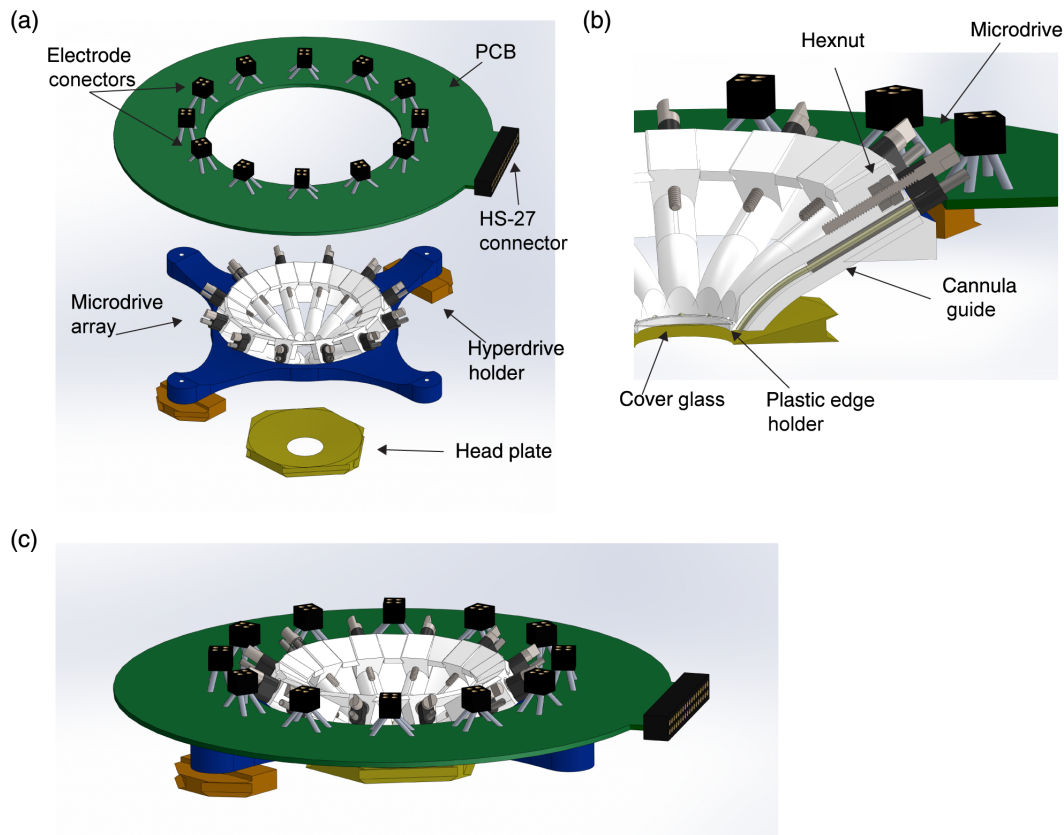 (a)
Electrode
conectors
PCB
HS-27
connector
Microdrive
array
Hyperdrive
holder
Head plate
(b)
Hexnut
Microdrive
Cannula
guide
Cover glass
Plastic edge
holder
(c)